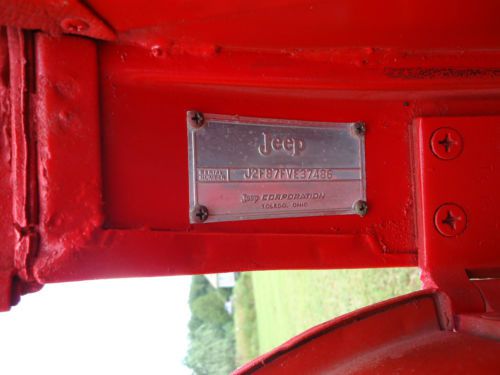 Jeep
SERIAL NUMBER J2F87FVE37486
Jeep CORPORATION
TOLEDO, OHIO